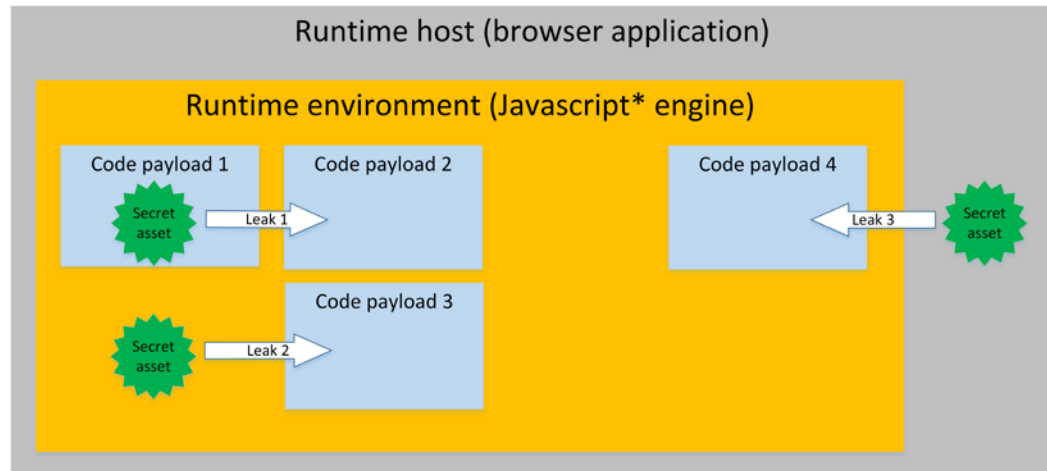 Runtime host (browser application)
Runtime environment (Javascript* engine)
Code payload 1
Code payload 2
Code payload 4
Secret
asset
Leak 1
Leak 3
Secret
asset
Code payload 3
Secret
asset
Leak 2